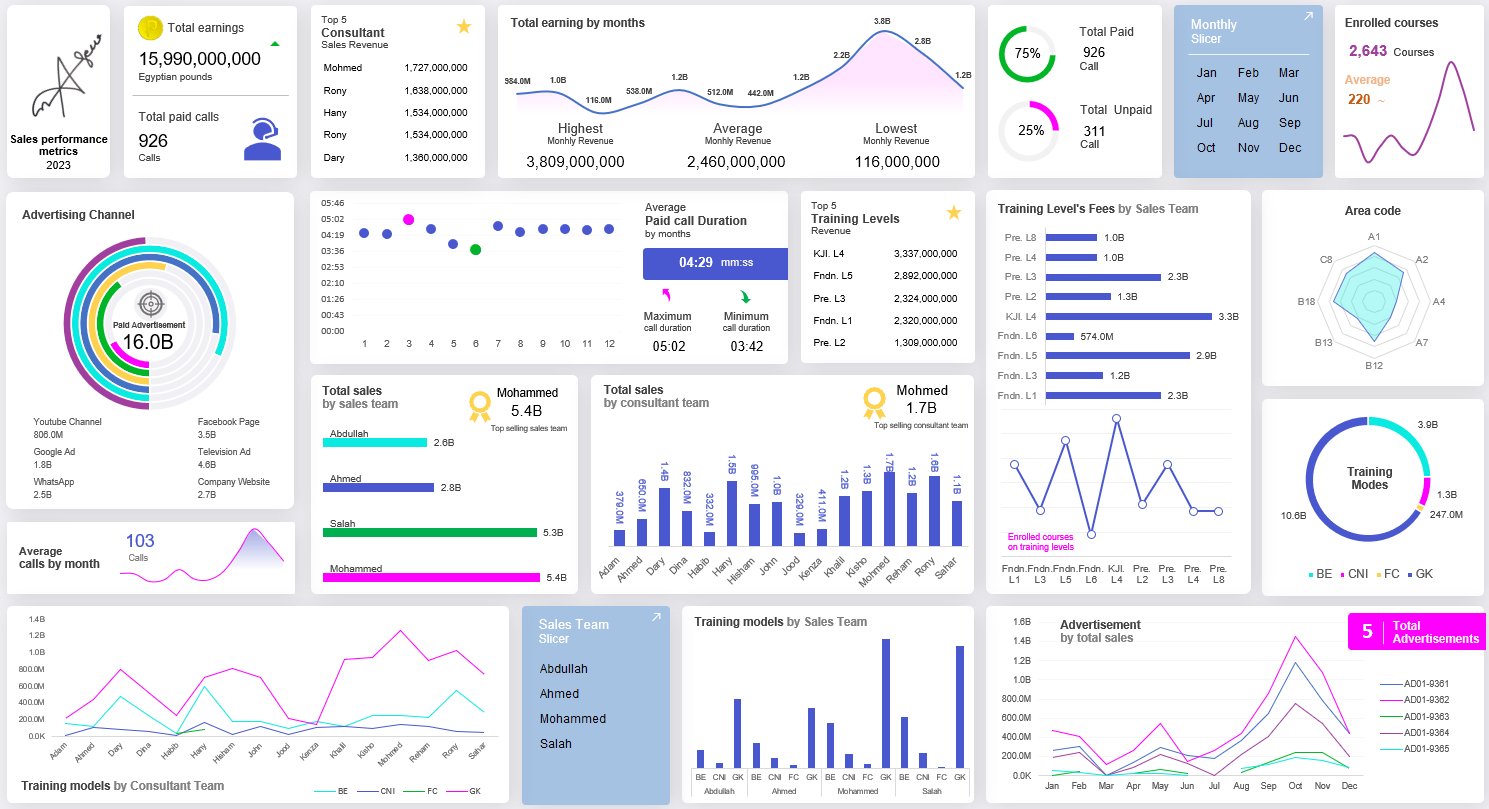 Sales performance
metrics
2023
Total earnings
15,990,000,000
Egyptian pounds
Total paid calls
926
Calls
Top 5
Consultant
Sales Revenue
Mohmed 1,727,000,000
Rony 1,638,000,000
Hany 1,534,000,000
Rony 1,534,000,000
Dary 1,360,000,000
Total earning by months
984.0M 1.0B 116.0M 538.0M 1.2B 512.0M 442.0M 1.2B 2.2B 3.8B 2.8B 1.2B
Highest Average Lowest
Monhly Revenue Monhly Revenue Monhly Revenue
3,809,000,000 2,460,000,000 116,000,000
75%
Total Paid
926
Call
25%
Total Unpaid
311
Call
Monthly
Slicer
Jan Feb Mar
Apr May Jun
Jul Aug Sep
Oct Nov Dec
Enrolled courses
2,643 Courses
Average
220 ~
Advertising Channel
Paid Advertisement
16.0B
Youtube Channel Facebook Page
806.0M 3.5B
Google Ad Television Ad
1.8B 4.6B
WhatsApp Company Website
2.5B 2.7B
05:46
05:02
04:19
03:36
02:53
02:10
01:26
00:43
00:00
1 2 3 4 5 6 7 8 9 10 11 12
Average
Paid call Duration
by months
04:29 mm:ss
Maximum Minimum
call duration call duration
05:02 03:42
Top 5
Training Levels
Revenue
KJI. L4 3,337,000,000
Fndn. L5 2,892,000,000
Pre. L3 2,324,000,000
Fndn. L1 2,320,000,000
Pre. L2 1,309,000,000
Training Level's Fees by Sales Team
Pre. L8 1.0B
Pre. L4 1.0B
Pre. L3 2.3B
Pre. L2 1.3B
KJI. L4 3.3B
Fndn. L6 574.0M
Fndn. L5 2.9B
Fndn. L3 1.2B
Fndn. L1 2.3B
Enrolled courses
on training levels
Fndn. Fndn. Fndn. Fndn. KJI. Pre. Pre. Pre. Pre.
L1 L3 L5 L6 L4 L2 L3 L4 L8
Area code
A1
C8 A2
B18 A4
B13 A7
B12
Total sales
by sales team
Mohammed
5.4B
Top selling sales team
Abdullah
2.6B
Ahmed
2.8B
Salah
5.3B
Mohammed
5.4B
Total sales
by consultant team
Mohmed
1.7B
Top selling consultant team
379.0M 650.0M 1.4B 832.0M 332.0M 1.5B 995.0M 1.0B 329.0M 411.0M 1.2B 1.3B 1.7B 1.2B 1.6B 1.1B
Adam Ahmed Dary Dina Habib Hany Hisham John Jood Kenza Khalil Kisho Mohmed Reham Rony Sahar
Training
Modes
3.9B
1.3B
247.0M
10.6B
BE CNI FC GK
Average
calls by month
103
Calls
1.4B
1.2B
1.0B
800.0M
600.0M
400.0M
200.0M
0.0K
Adam Ahmed Dary Dina Habib Hany Hisham John Jood Kenza Khalil Kisho Mohmed Reham Rony Sahar
Training models by Consultant Team
BE CNI FC GK
Sales Team
Slicer
Abdullah
Ahmed
Mohammed
Salah
Training models by Sales Team
BE CNI GK BE CNI FC GK BE CNI FC GK BE CNI FC GK
Abdullah Ahmed Mohammed Salah
Advertisement
by total sales
5 Total
Advertisements
1.6B
1.4B
1.2B
1.0B
800.0M
600.0M
400.0M
200.0M
0.0K
Jan Feb Mar Apr May Jun Jul Aug Sep Oct Nov Dec
AD01-9361
AD01-9362
AD01-9363
AD01-9364
AD01-9365